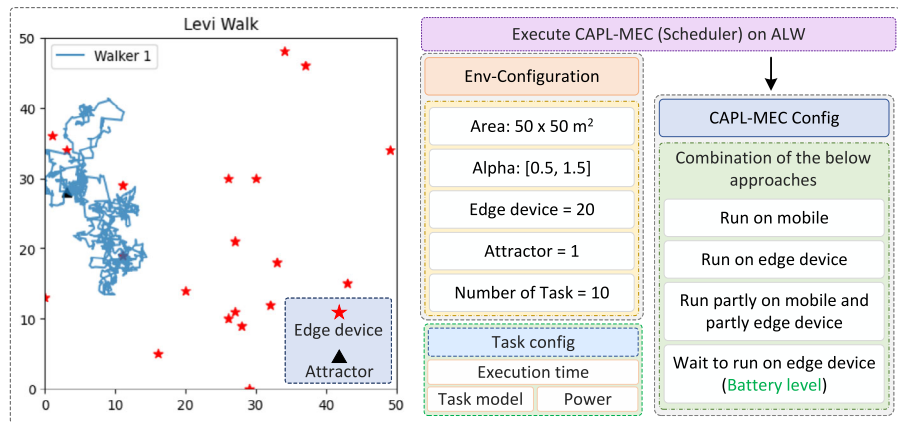 Levi Walk
Walker 1
50
40
30
20
10
0
0
10
20
30
40
50
Edge device
Attractor
Execute CAPL-MEC (Scheduler) on ALW
Env-Configuration
Area: 50 x 50 m²
Alpha: [0.5, 1.5]
Edge device = 20
Attractor = 1
Number of Task = 10
Task config
Execution time
Task model
Power
CAPL-MEC Config
Combination of the below
approaches
Run on mobile
Run on edge device
Run partly on mobile and
partly edge device
Wait to run on edge device
(Battery level)